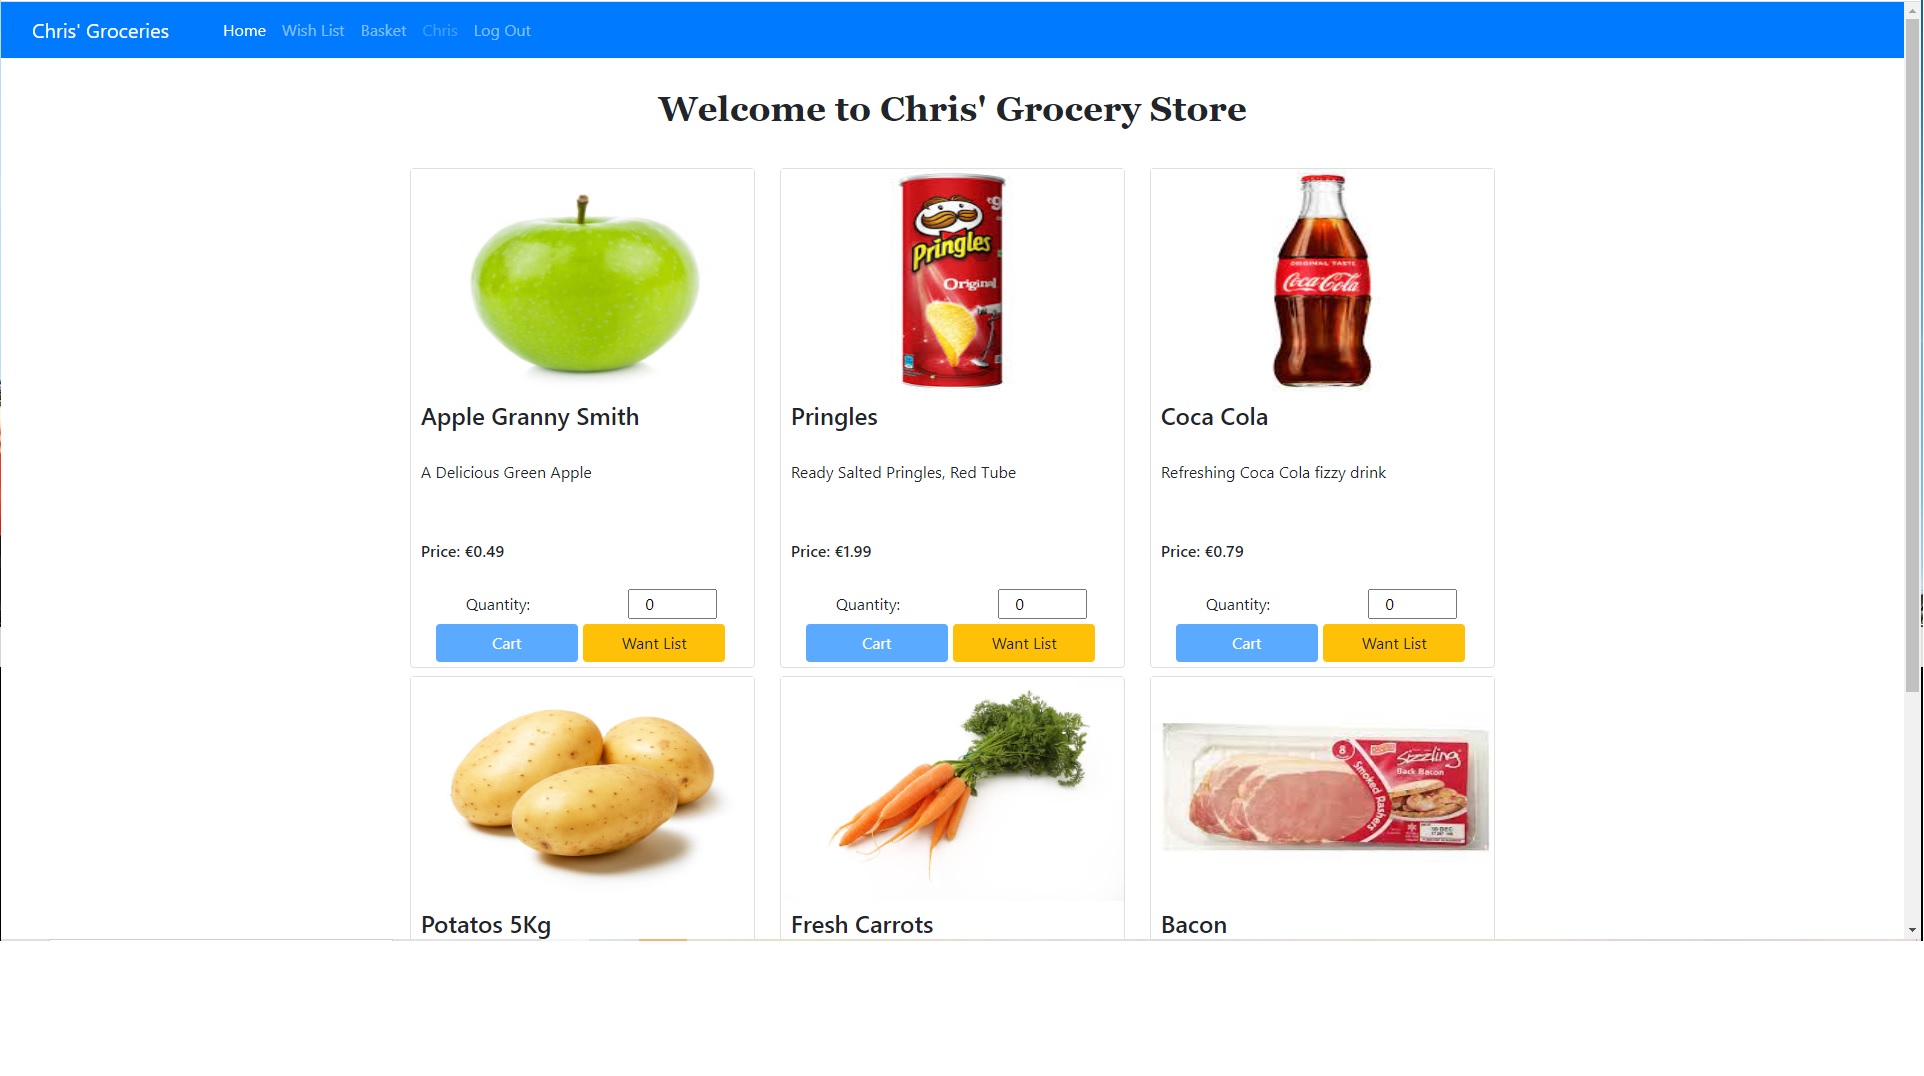 Chris' Groceries Home Wish List Basket Chris Log Out
Welcome to Chris' Grocery Store
Pringles
Original
ORIGINAL TASTE
Coca-Cola
Apple Granny Smith Pringles Coca Cola
A Delicious Green Apple Ready Salted Pringles, Red Tube Refreshing Coca Cola fizzy drink
Price: €0.49 Price: €1.99 Price: €0.79
Quantity: 0 Quantity: 0 Quantity: 0
Cart Want List Cart Want List Cart Want List
8
Smoked Rashers
Sizzling
Back Bacon
Potatos 5Kg Fresh Carrots Bacon